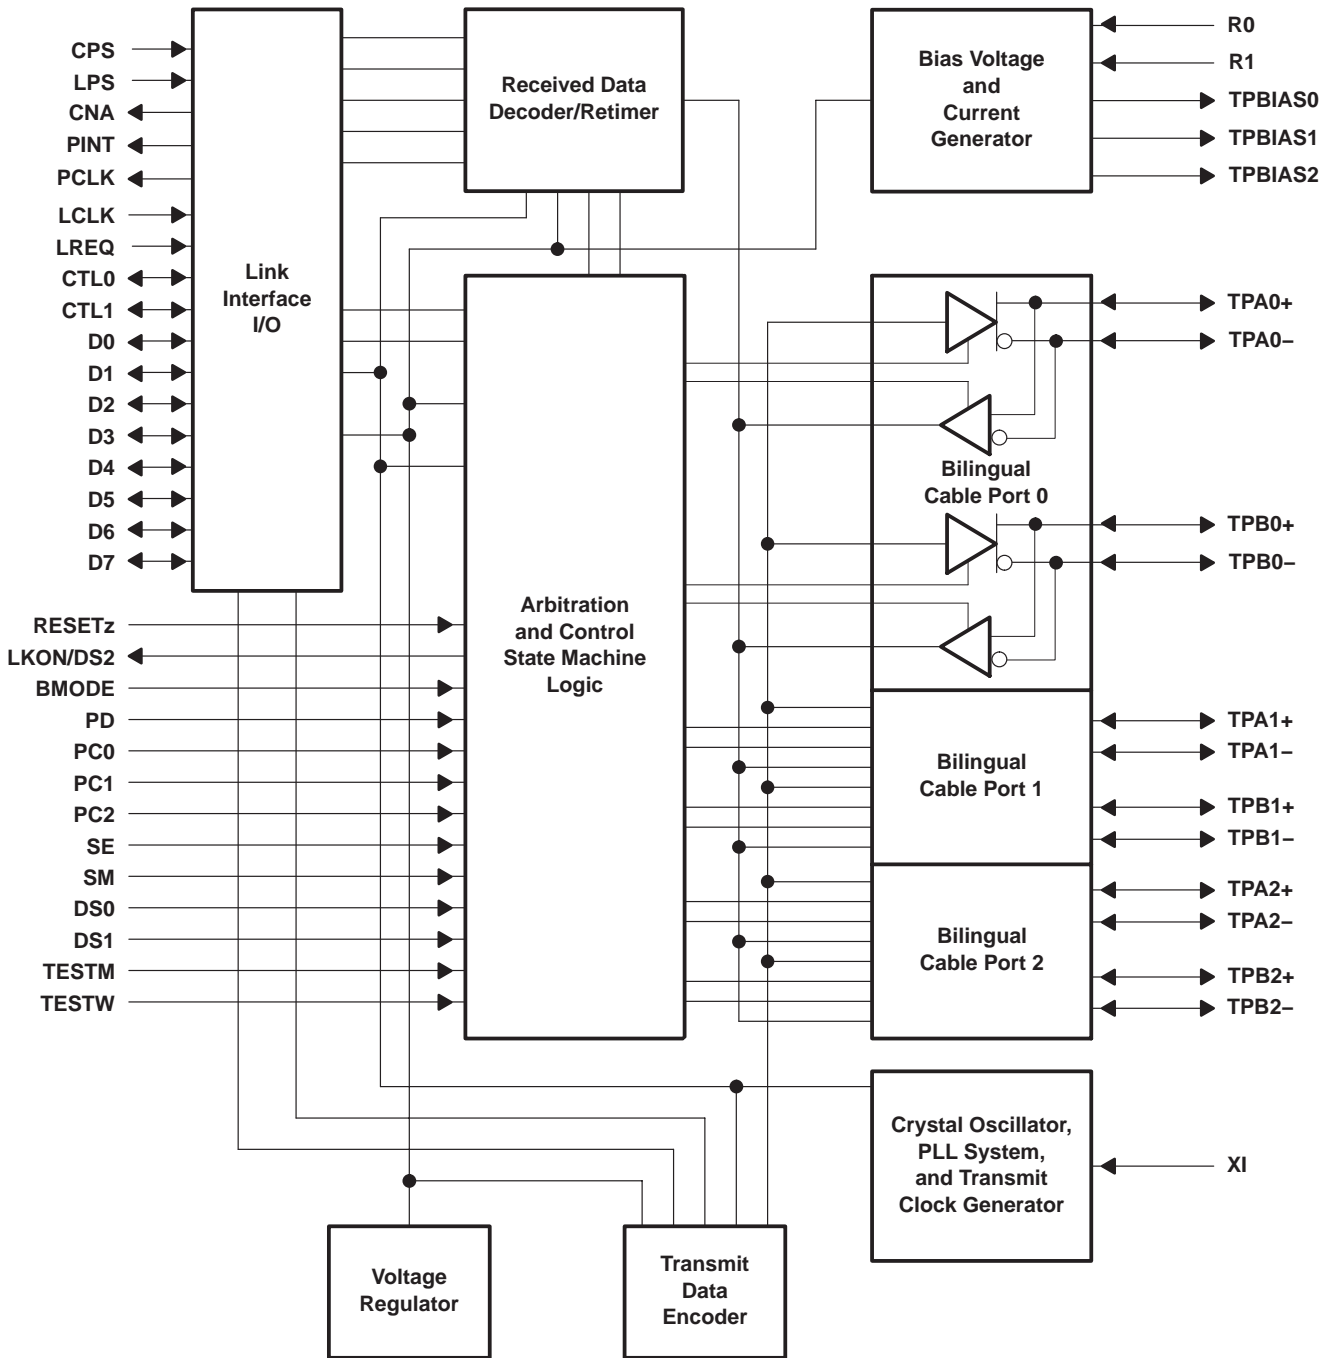 CPS
LPS
CNA
PINT
PCLK
LCLK
LREQ
CTL0
CTL1
D0
D1
D2
D3
D4
D5
D6
D7
RESETz
LKON/DS2
BMODE
PD
PC0
PC1
PC2
SE
SM
DS0
DS1
TESTM
TESTW
Link
Interface
I/O
Received Data
Decoder/Retimer
Arbitration
and Control
State Machine
Logic
Bias Voltage
and
Current
Generator
Bilingual
Cable Port 0
Bilingual
Cable Port 1
Bilingual
Cable Port 2
Crystal Oscillator,
PLL System,
and Transmit
Clock Generator
Voltage
Regulator
Transmit
Data
Encoder
R0
R1
TPBIAS0
TPBIAS1
TPBIAS2
TPA0+
TPA0−
TPB0+
TPB0−
TPA1+
TPA1−
TPB1+
TPB1−
TPA2+
TPA2−
TPB2+
TPB2−
XI